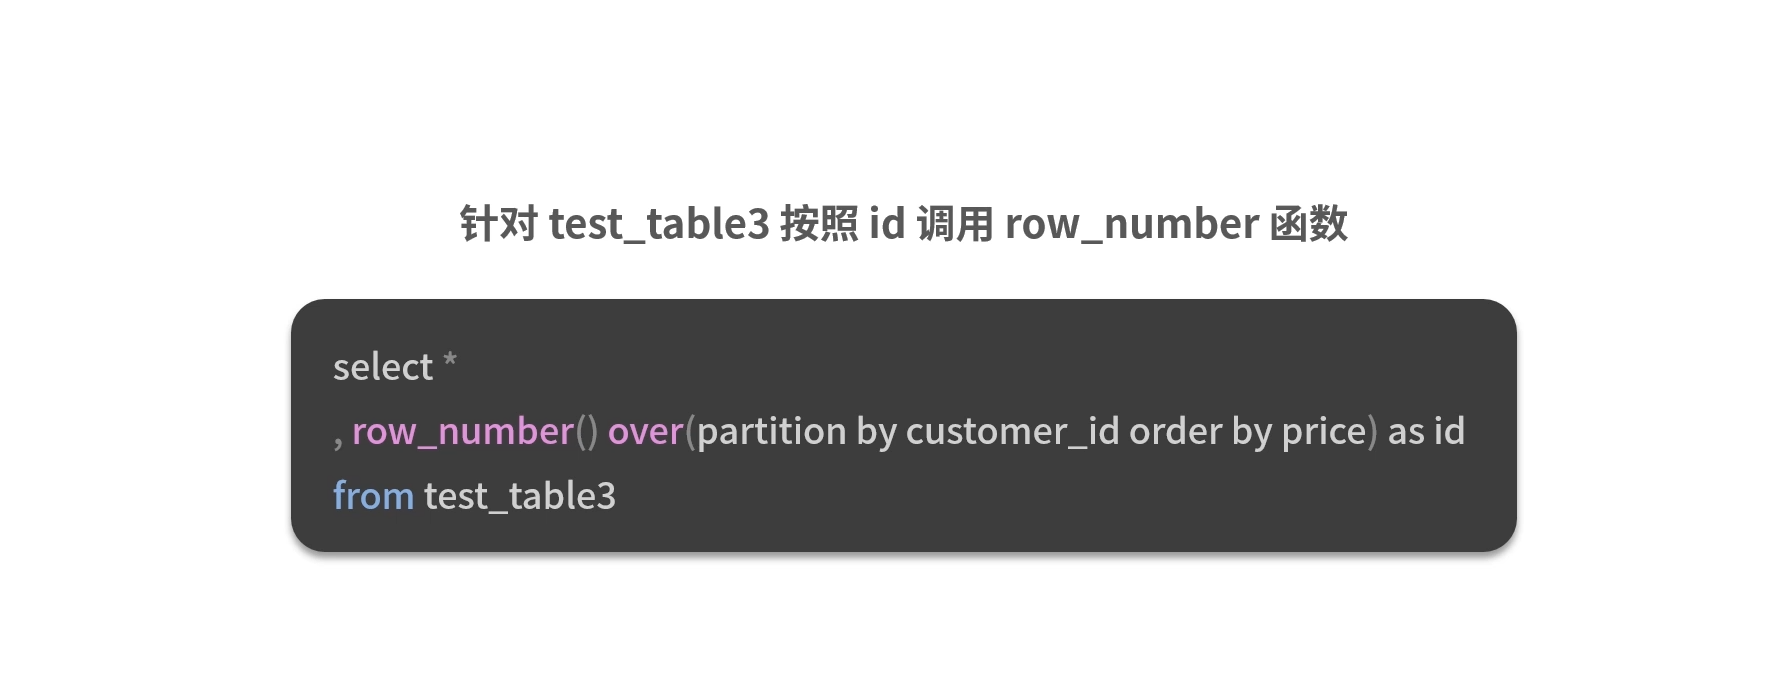 针对 test_table3 按照 id 调用 row_number 函数
select *
, row_number() over(partition by customer_id order by price) as id
from test_table3